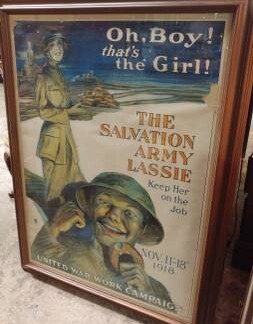 Oh, Boy!
that's
the Girl!
THE
SALVATION
ARMY
LASSIE
Keep Her
on the
Job
NOV. 11-18
1918
UNITED WAR WORK CAMPAIGN